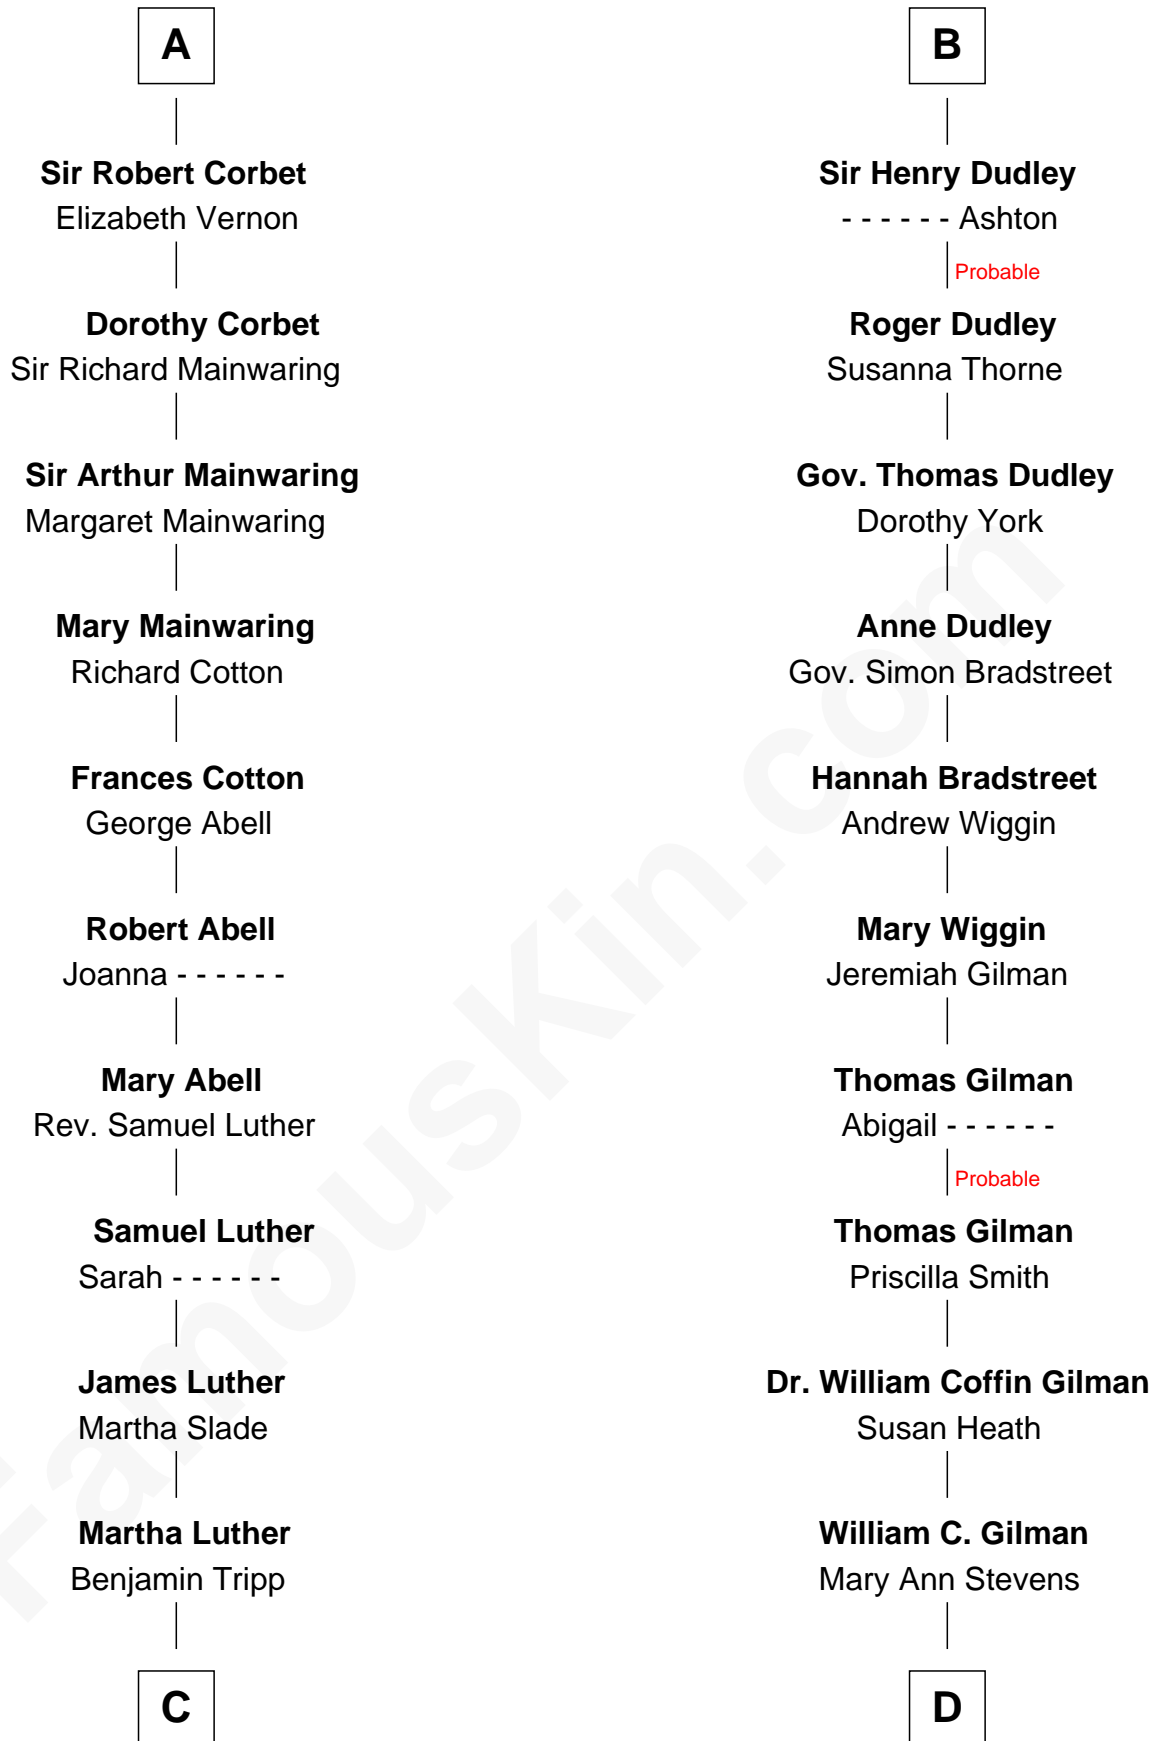 A
Sir Robert Corbet
Elizabeth Vernon
Dorothy Corbet
Sir Richard Mainwaring
Sir Arthur Mainwaring
Margaret Mainwaring
Mary Mainwaring
Richard Cotton
Frances Cotton
George Abell
Robert Abell
Joanna - - - - - -
Mary Abell
Rev. Samuel Luther
Samuel Luther
Sarah - - - - - -
James Luther
Martha Slade
Martha Luther
Benjamin Tripp
C
B
Sir Henry Dudley
- - - - - - Ashton
Probable
Roger Dudley
Susanna Thorne
Gov. Thomas Dudley
Dorothy York
Anne Dudley
Gov. Simon Bradstreet
Hannah Bradstreet
Andrew Wiggin
Mary Wiggin
Jeremiah Gilman
Thomas Gilman
Abigail - - - - - -
Probable
Thomas Gilman
Priscilla Smith
Dr. William Coffin Gilman
Susan Heath
William C. Gilman
Mary Ann Stevens
D
FamousKin.com